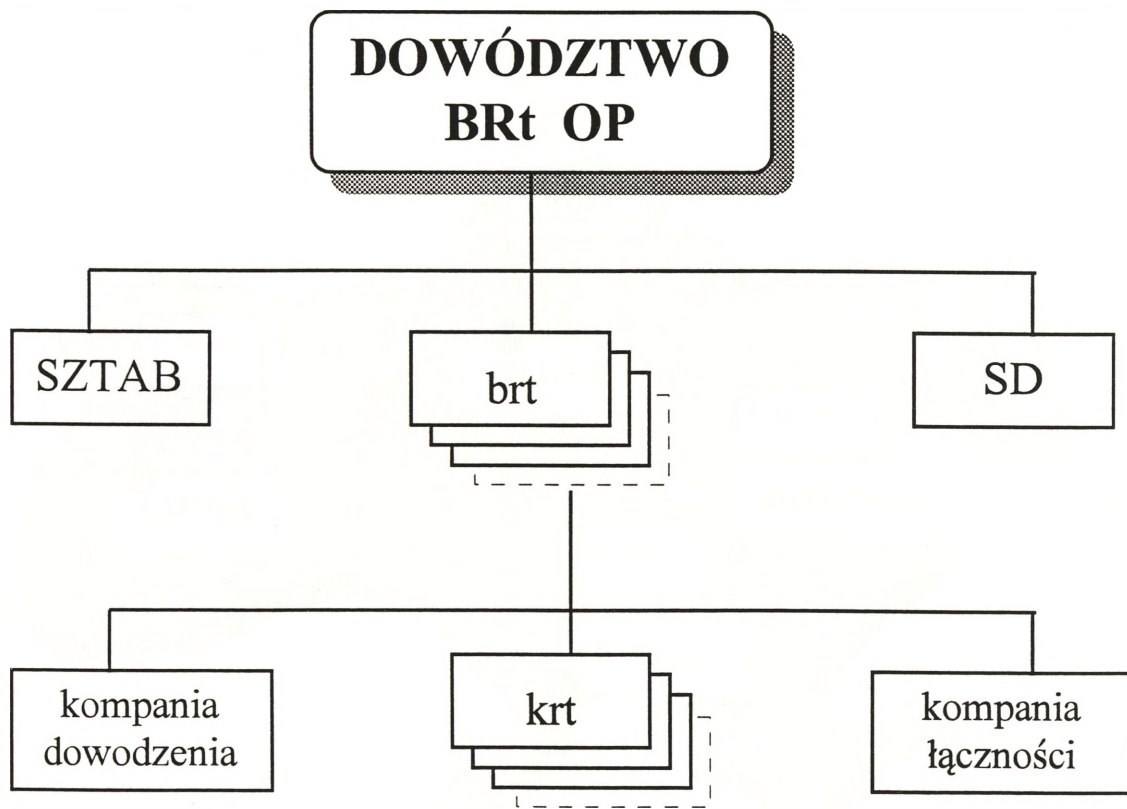 DOWÓDZTWO
BRt OP
SZTAB
brt
SD
kompania
dowodzenia
krt
kompania
łączności